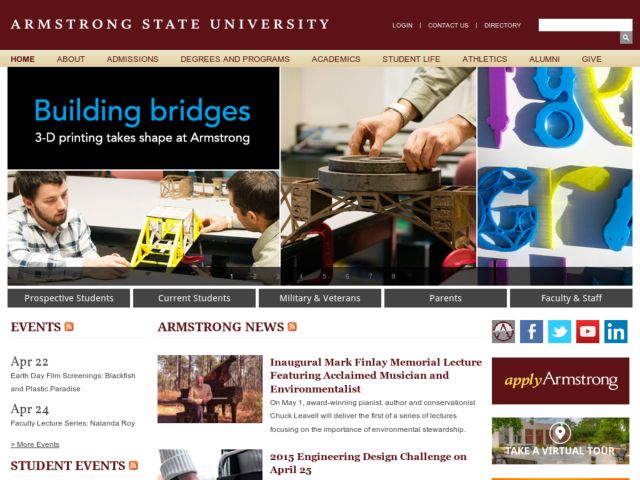 ARMSTRONG STATE UNIVERSITY
LOGIN | CONTACT US | DIRECTORY
HOME ABOUT ADMISSIONS DEGREES AND PROGRAMS ACADEMICS STUDENT LIFE ATHLETICS ALUMNI GIVE
Building bridges
3-D printing takes shape at Armstrong
1 2 3 4 5 6 7 8
Prospective Students Current Students Military & Veterans Parents Faculty & Staff
EVENTS
Apr 22
Earth Day Film Screenings: Blackfish
and Plastic Paradise
Apr 24
Faculty Lecture Series: Nalanda Roy
> More Events
STUDENT EVENTS
ARMSTRONG NEWS
Inaugural Mark Finlay Memorial Lecture
Featuring Acclaimed Musician and
Environmentalist
On May 1, award-winning pianist, author and conservationist
Chuck Leavell will deliver the first of a series of lectures
focusing on the importance of environmental stewardship.
2015 Engineering Design Challenge on
April 25
f
You
Tube
in
apply Armstrong
TAKE A VIRTUAL TOUR